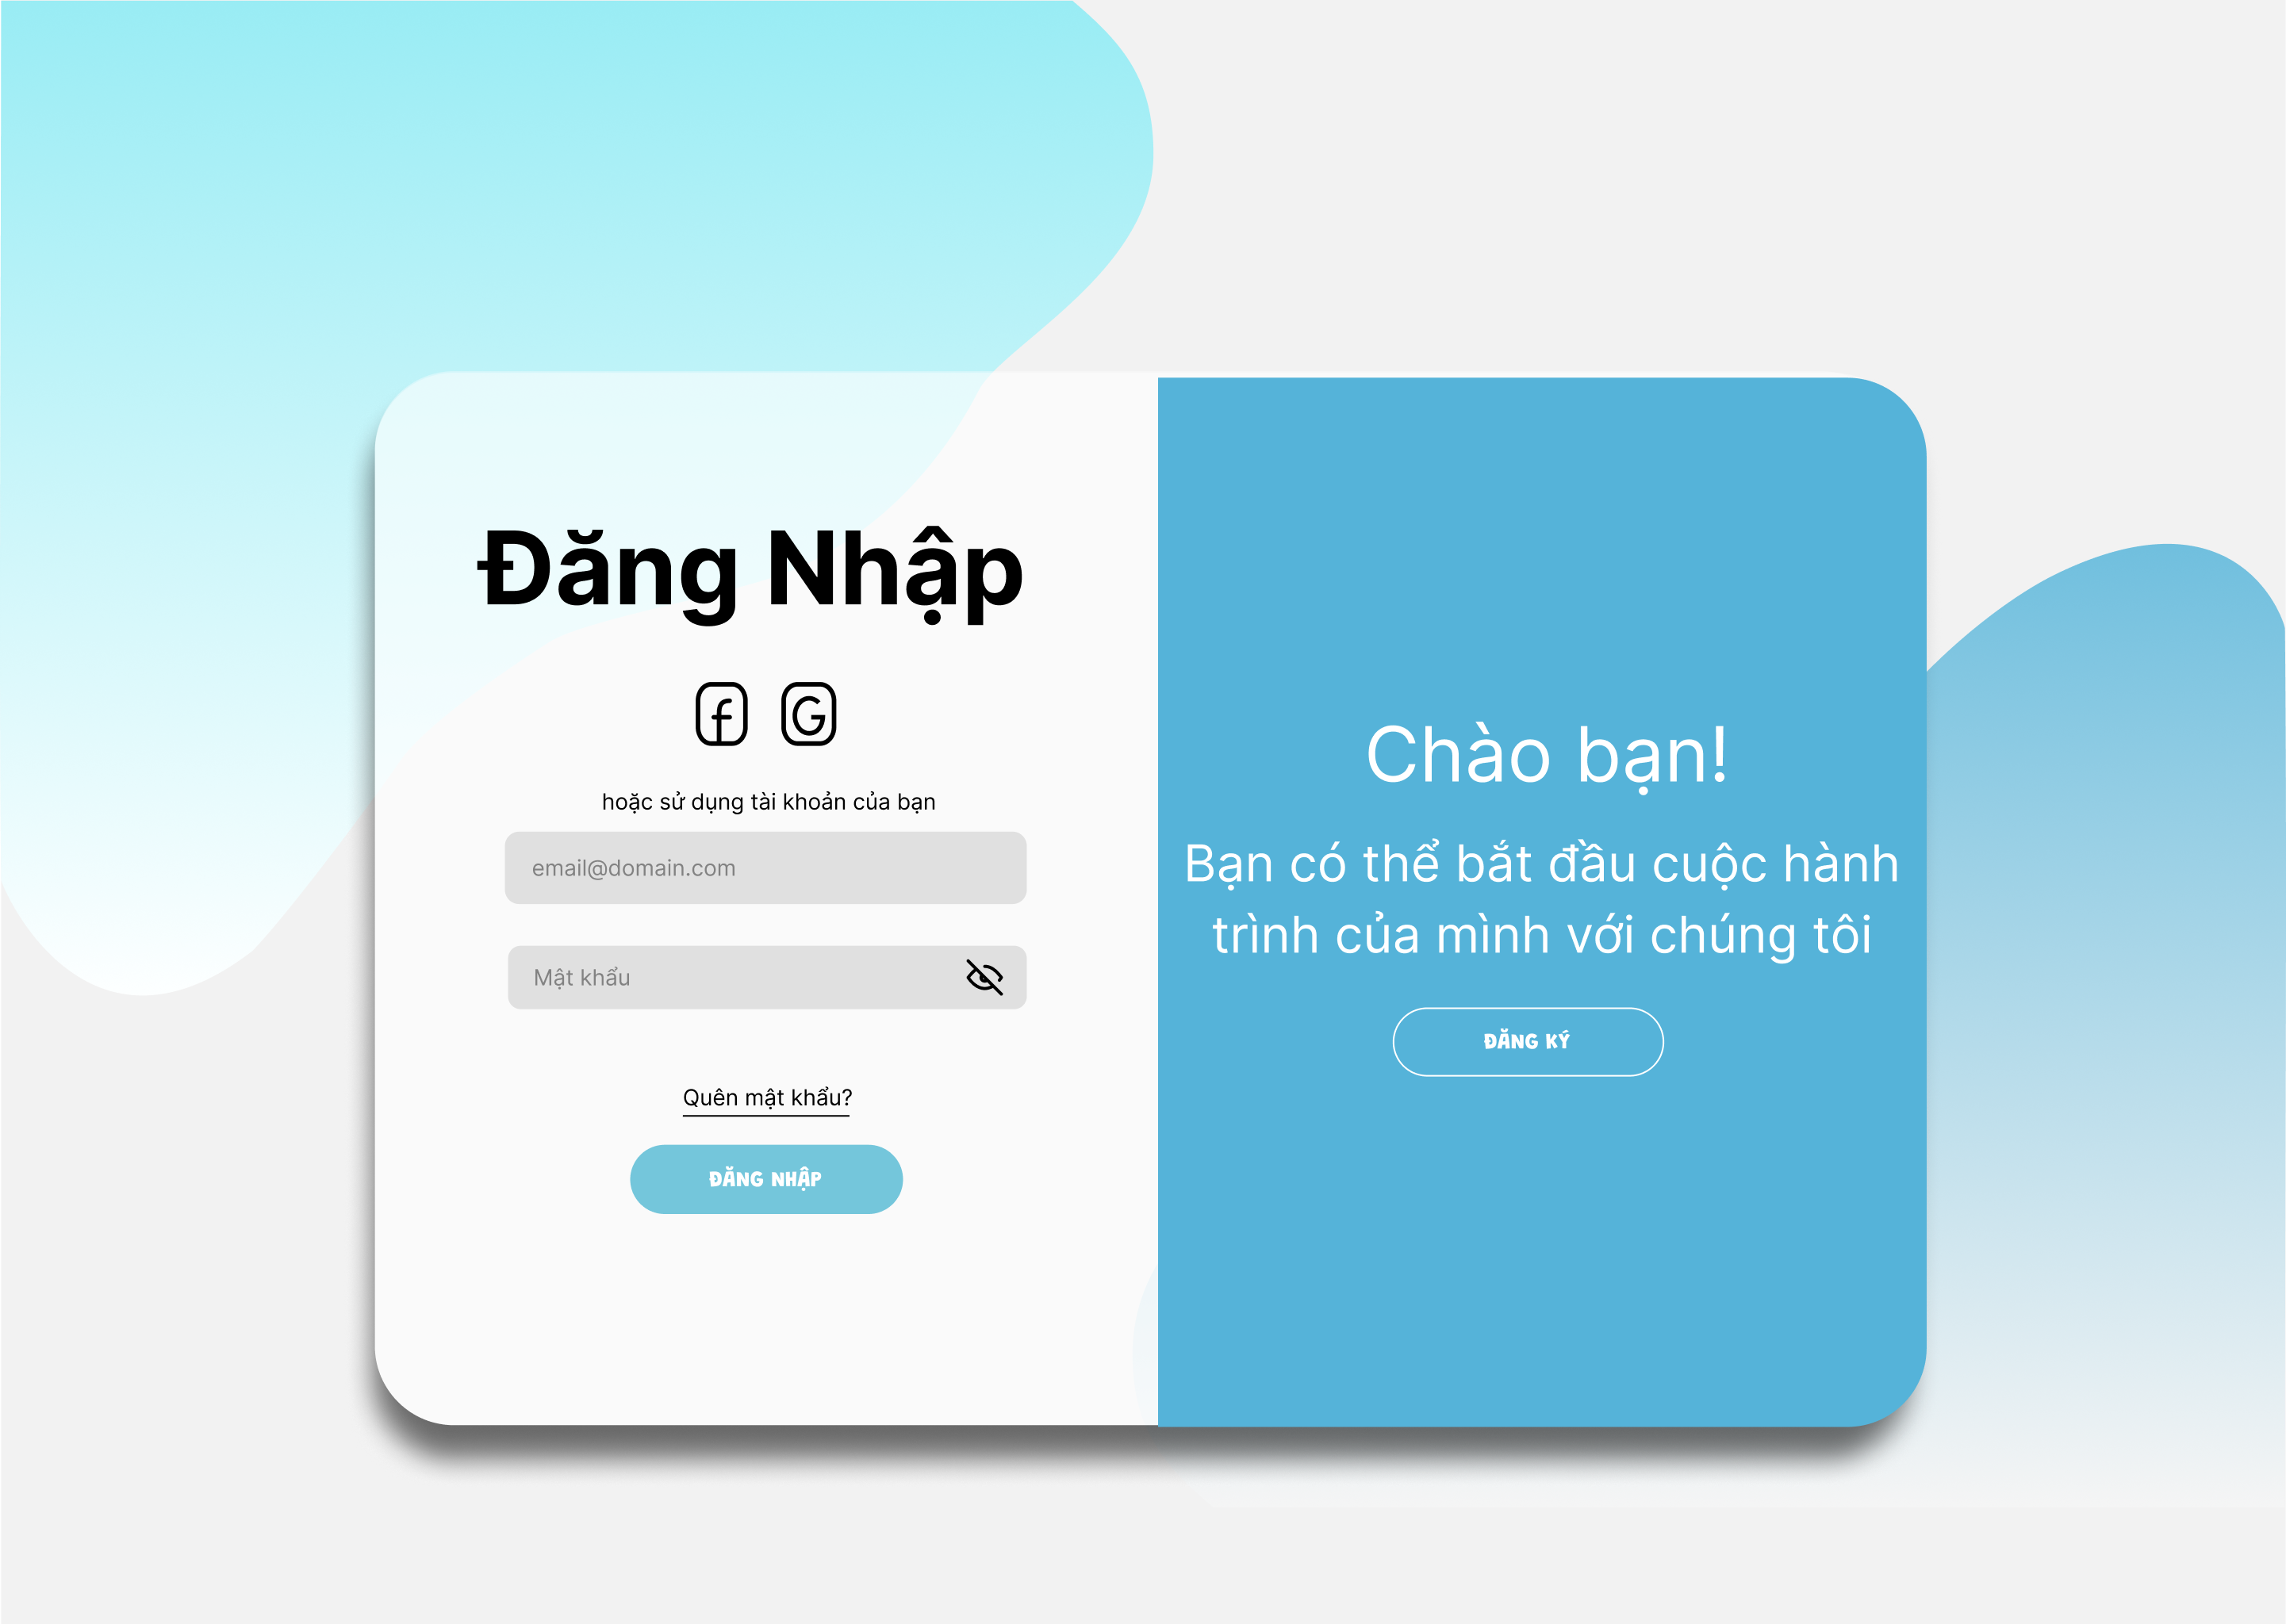 Đăng Nhập
f G
hoặc sử dụng tài khoản của bạn
email@domain.com
Mật khẩu
Quên mật khẩu?
ĐĂNG NHẬP
Chào bạn!
Bạn có thể bắt đầu cuộc hành
trình của mình với chúng tôi
ĐĂNG KÝ